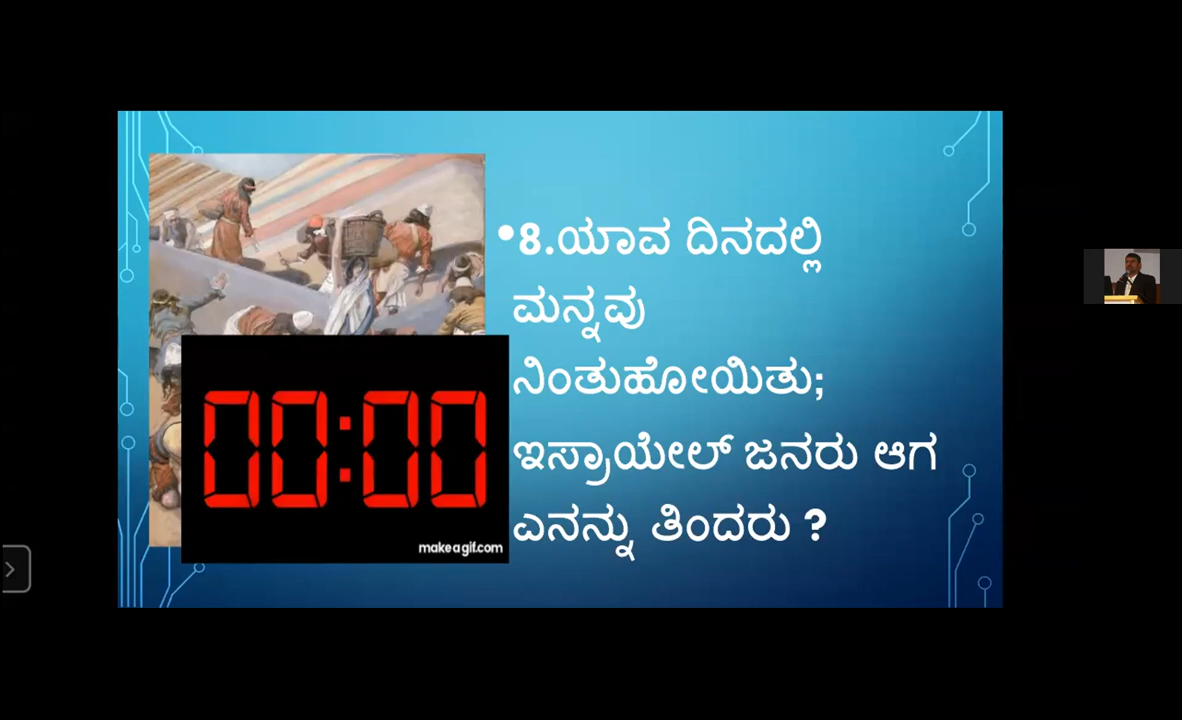 •8.ಯಾವ ದಿನದಲ್ಲಿ
ಮನ್ನವು
ನಿಂತುಹೋಯಿತು;
ಇಸ್ರಾಯೇಲ್ ಜನರು ಆಗ
ಏನನ್ನು ತಿಂದರು ?
00:00
makeagif.com